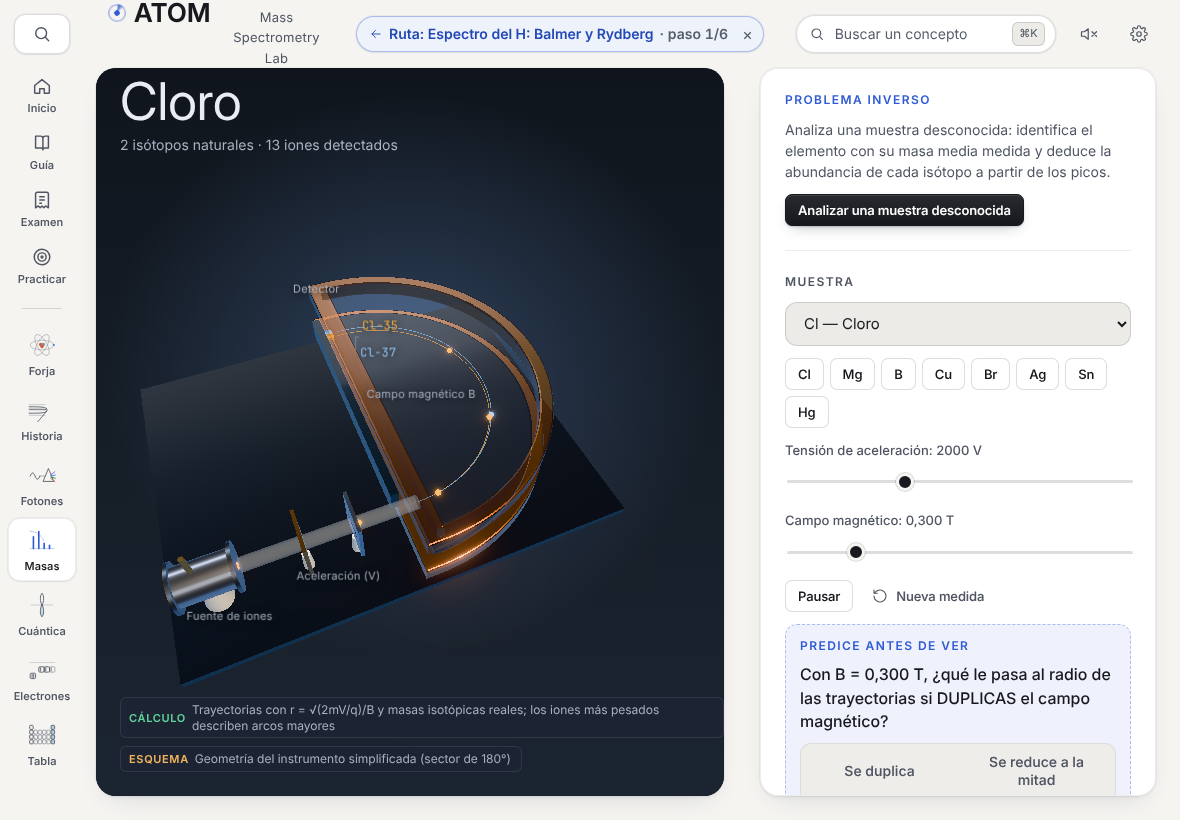 ATOM
Mass
Spectrometry
Lab
← Ruta: Espectro del H: Balmer y Rydberg · paso 1/6 ×
Buscar un concepto ⌘K
Inicio
Guía
Examen
Practicar
Forja
Historia
Fotones
Masas
Cuántica
Electrones
Tabla
Cloro
2 isótopos naturales · 13 iones detectados
Detector
Cl-35
Cl-37
Campo magnético B
Aceleración (V)
Fuente de iones
CÁLCULO Trayectorias con r = √(2mV/q)/B y masas isotópicas reales; los iones más pesados
describen arcos mayores
ESQUEMA Geometría del instrumento simplificada (sector de 180°)
PROBLEMA INVERSO
Analiza una muestra desconocida: identifica el
elemento con su masa media medida y deduce la
abundancia de cada isótopo a partir de los picos.
Analizar una muestra desconocida
MUESTRA
Cl — Cloro
Cl Mg B Cu Br Ag Sn
Hg
Tensión de aceleración: 2000 V
Campo magnético: 0,300 T
Pausar Nueva medida
PREDICE ANTES DE VER
Con B = 0,300 T, ¿qué le pasa al radio de
las trayectorias si DUPLICAS el campo
magnético?
Se duplica
Se reduce a la
mitad